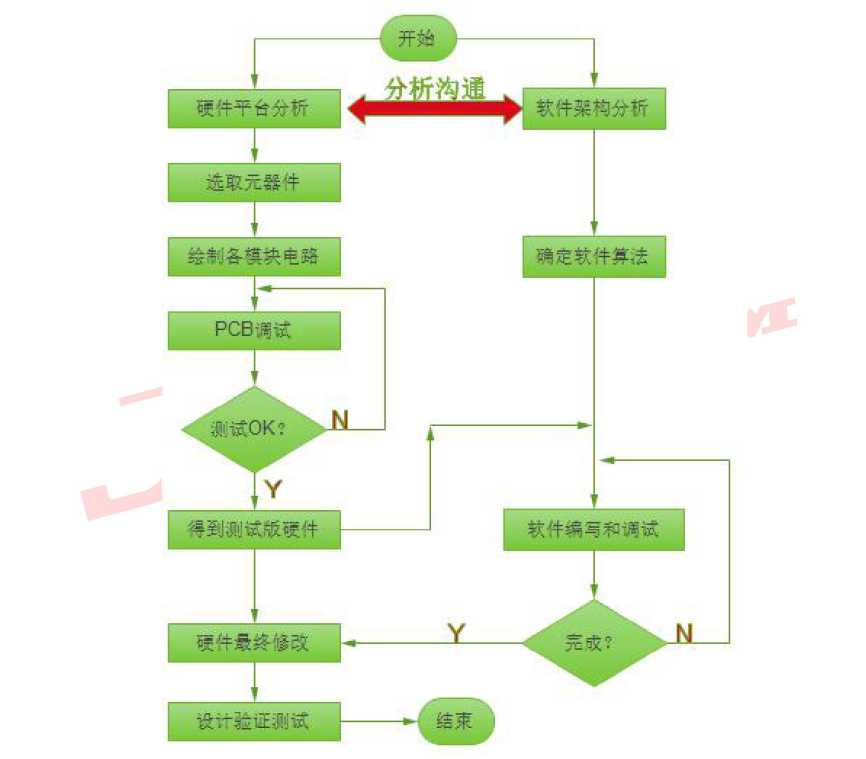 开始
分析沟通
硬件平台分析
软件架构分析
选取元器件
绘制各模块电路
确定软件算法
PCB调试
测试OK?
N
Y
得到测试版硬件
软件编写和调试
硬件最终修改
Y
完成?
N
设计验证测试
结束